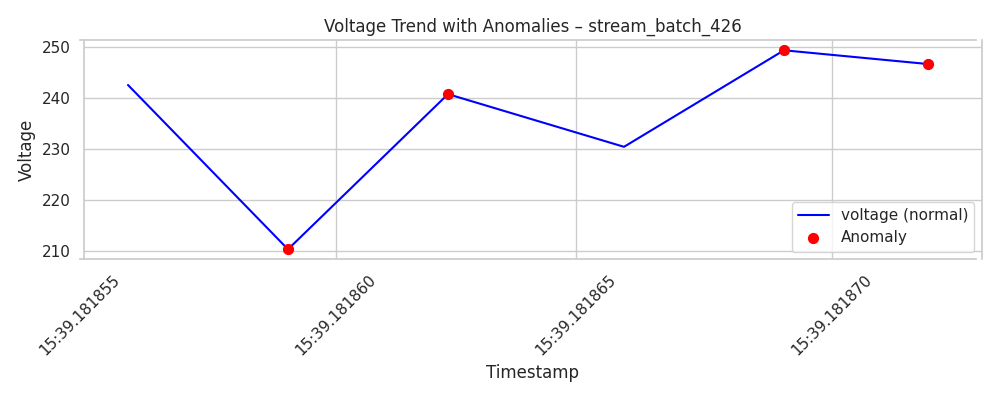 Voltage Trend with Anomalies – stream_batch_426
250
240
230
220
210
Voltage
voltage (normal)
Anomaly
15:39.181855
15:39.181860
15:39.181865
15:39.181870
Timestamp